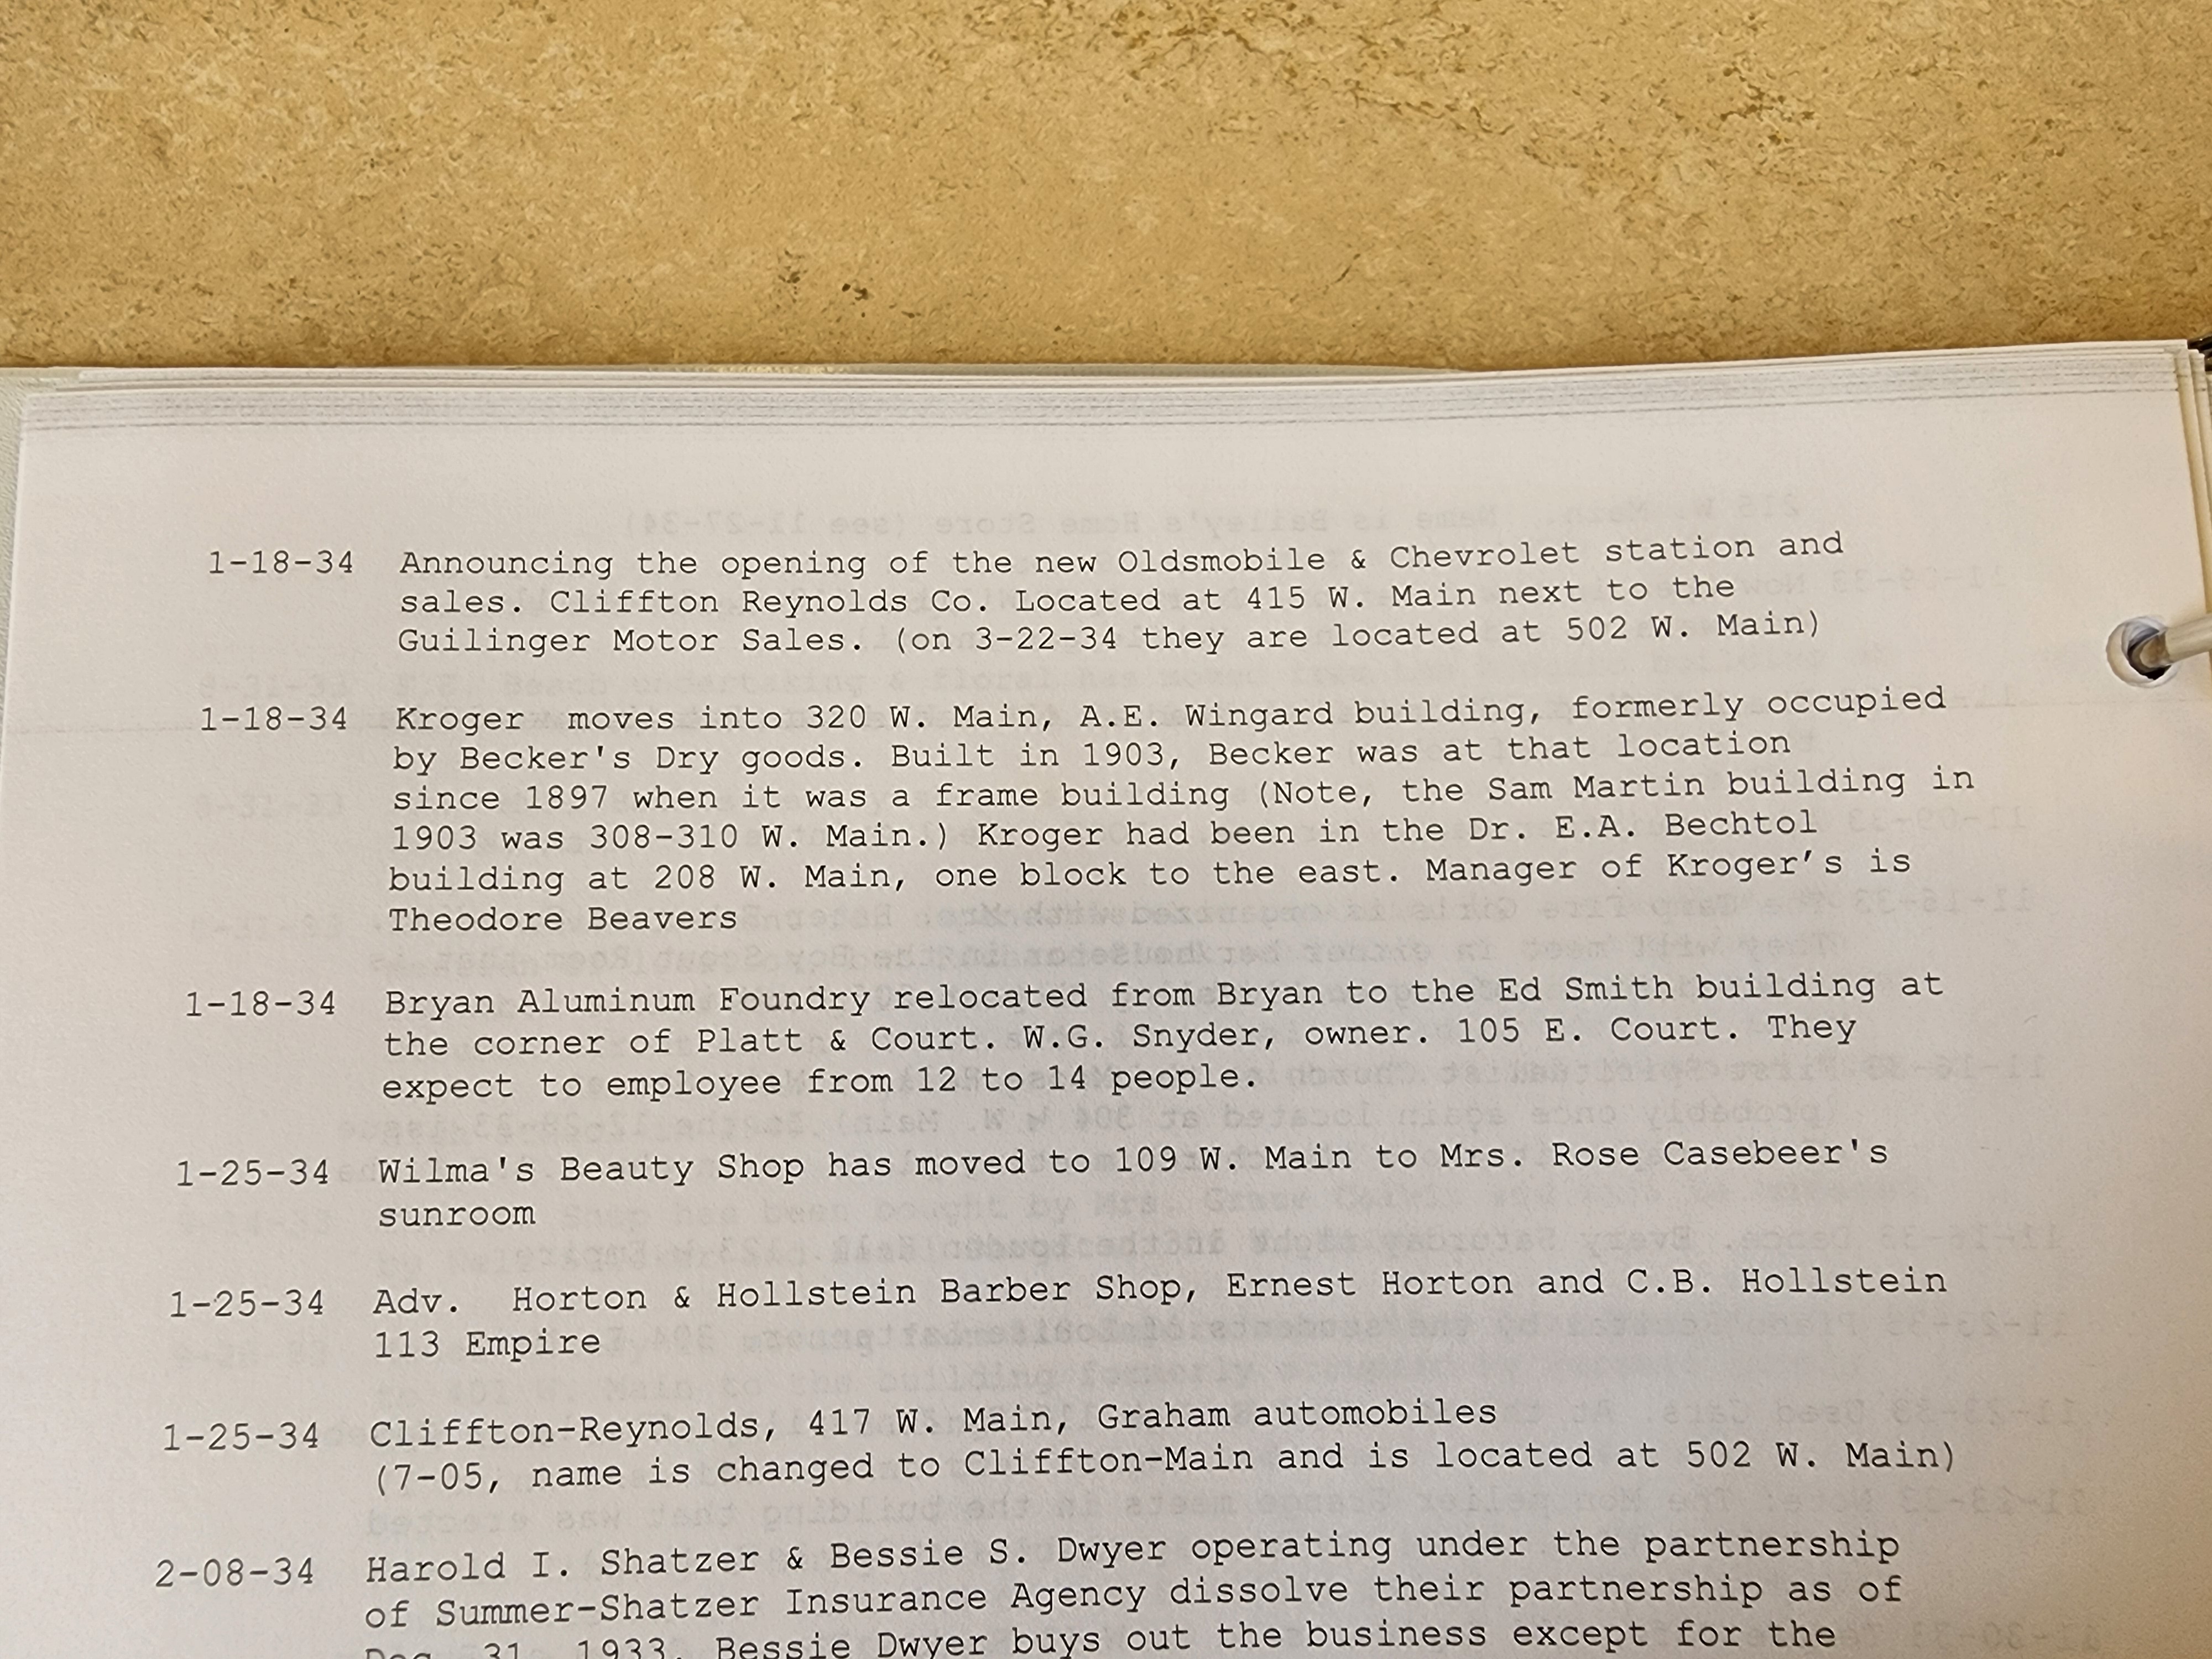 1-18-34 Announcing the opening of the new Oldsmobile & Chevrolet station and
sales. Cliffton Reynolds Co. Located at 415 W. Main next to the
Guilinger Motor Sales. (on 3-22-34 they are located at 502 W. Main)
1-18-34 Kroger moves into 320 W. Main, A.E. Wingard building, formerly occupied
by Becker's Dry goods. Built in 1903, Becker was at that location
since 1897 when it was a frame building (Note, the Sam Martin building in
1903 was 308-310 W. Main.) Kroger had been in the Dr. E.A. Bechtol
building at 208 W. Main, one block to the east. Manager of Kroger's is
Theodore Beavers
1-18-34 Bryan Aluminum Foundry relocated from Bryan to the Ed Smith building at
the corner of Platt & Court. W.G. Snyder, owner. 105 E. Court. They
expect to employee from 12 to 14 people.
1-25-34 Wilma's Beauty Shop has moved to 109 W. Main to Mrs. Rose Casebeer's
sunroom
1-25-34 Adv. Horton & Hollstein Barber Shop, Ernest Horton and C.B. Hollstein
113 Empire
1-25-34 Cliffton-Reynolds, 417 W. Main, Graham automobiles
(7-05, name is changed to Cliffton-Main and is located at 502 W. Main)
2-08-34 Harold I. Shatzer & Bessie S. Dwyer operating under the partnership
of Summer-Shatzer Insurance Agency dissolve their partnership as of
Dec. 31, 1933. Bessie Dwyer buys out the business except for the